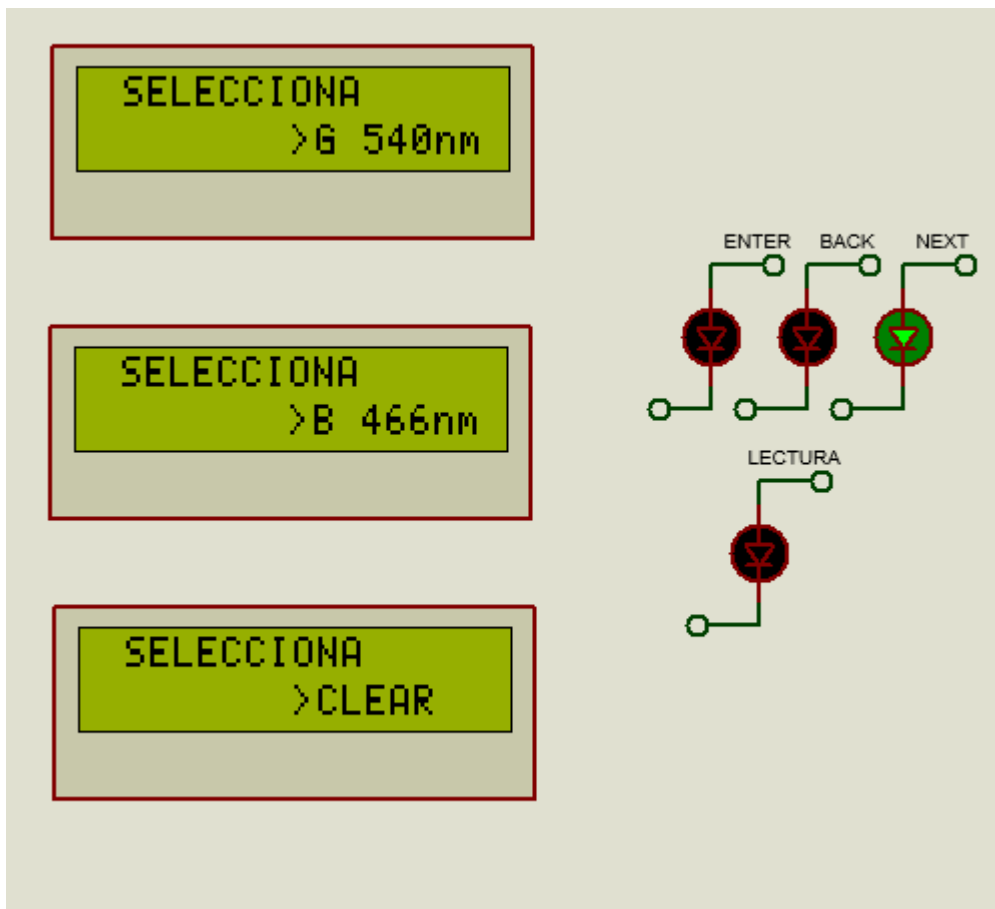 SELECCIONA
>G 540nm
SELECCIONA
>B 466nm
SELECCIONA
>CLEAR
ENTER BACK NEXT
LECTURA